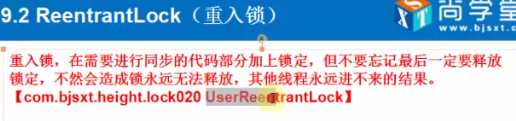 9.2 ReentrantLock（重入锁）
尚学堂
www.bjsxt.com
重入锁，在需要进行同步的代码部分加上锁定，但不要忘记最后一定要释放
锁定，不然会造成锁永远无法释放，其他线程永远进不来的结果。
【com.bjsxt.height.lock020 UserReentrantLock】